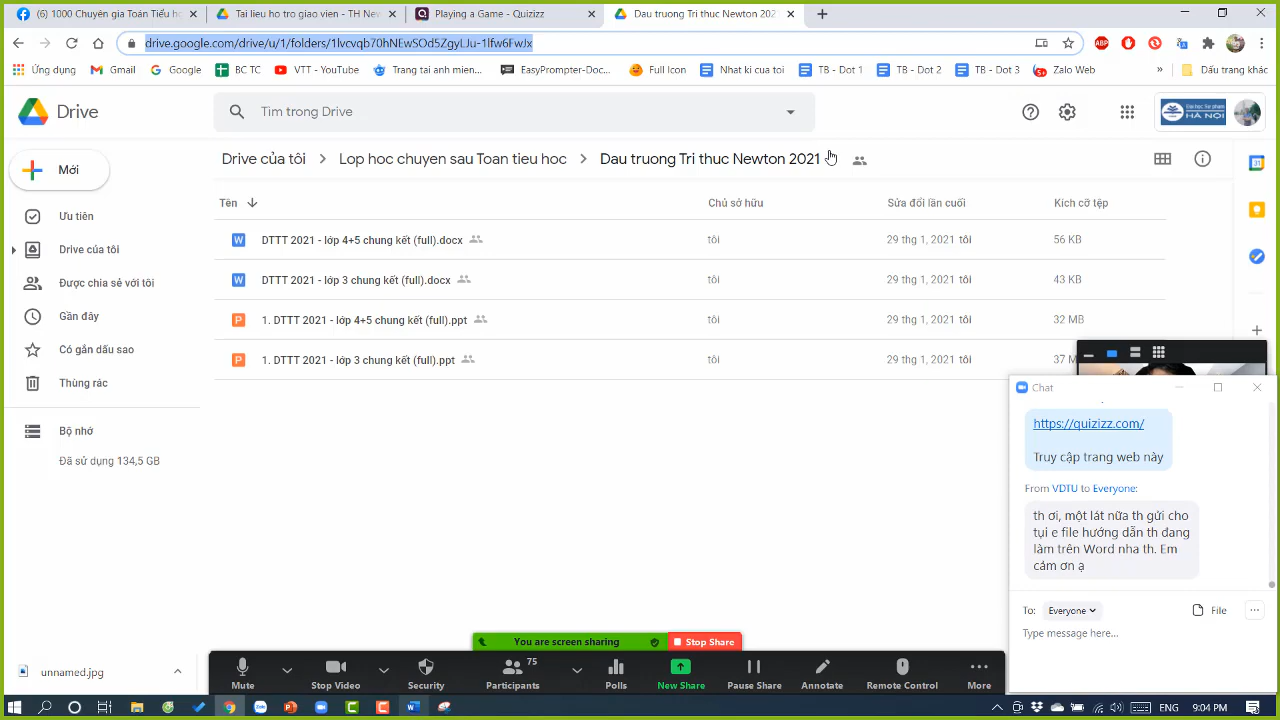 (6) 1000 Chuyên gia Toán Tiểu họ
Tai lieu ho tro giao vien - TH New
Playing a Game - Quizizz
Dau truong Tri thuc Newton 202
drive.google.com/drive/u/1/folders/1lvcvqb70hNEwSOd5ZgyLJu-1lfw6FwJx
Ứng dụng
Gmail
Google
BC TC
VTT - YouTube
Trang tai anh mien...
EasyPrompter-Doc...
Full Icon
Nhat ki cua toi
TB - Dot 1
TB - Dot 2
TB - Dot 3
Zalo Web
»
Dấu trang khác
Drive
Tìm trong Drive
HÀ NỘI
Mới
Drive của tôi > Lop hoc chuyen sau Toan tieu hoc > Dau truong Tri thuc Newton 2021
Tên
Chủ sở hữu
Sửa đổi lần cuối
Kích cỡ tệp
Ưu tiên
Drive của tôi
Được chia sẻ với tôi
Gần đây
Có gắn dấu sao
Thùng rác
Bộ nhớ
Đã sử dụng 134,5 GB
DTTT 2021 - lớp 4+5 chung kết (full).docx
tôi
29 thg 1, 2021 tôi
56 KB
DTTT 2021 - lớp 3 chung kết (full).docx
tôi
29 thg 1, 2021 tôi
43 KB
1. DTTT 2021 - lớp 4+5 chung kết (full).ppt
tôi
29 thg 1, 2021 tôi
32 MB
1. DTTT 2021 - lớp 3 chung kết (full).ppt
tôi
29 thg 1, 2021 tôi
37 M
Chat
https://quizizz.com/
Truy cập trang web này
From VDTU to Everyone:
th ơi, một lát nữa th gửi cho
tụi e file hướng dẫn th đang
làm trên Word nha th. Em
cảm ơn ạ
To: Everyone
File
Type message here...
You are screen sharing
Stop Share
unnamed.jpg
Mute
Stop Video
Security
75
Participants
Polls
New Share
Pause Share
Annotate
Remote Control
More
ENG
9:04 PM